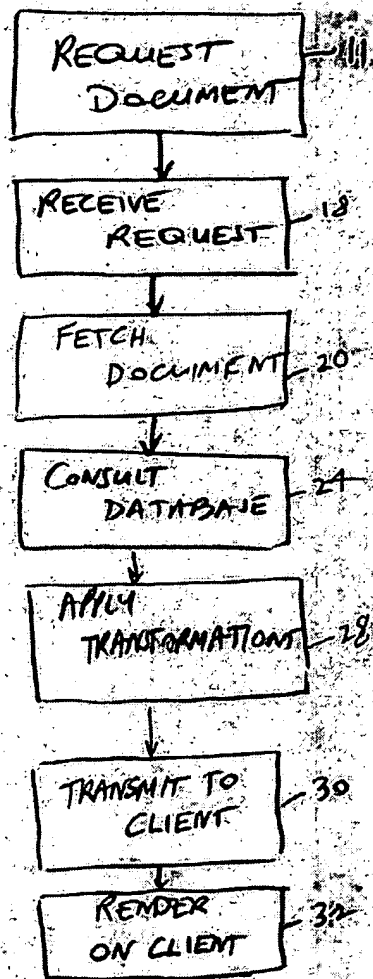 REQUEST
DOCUMENT
RECEIVE
REQUEST 18
FETCH
DOCUMENT 20
CONSULT
DATABASE 24
APPLY
TRANSFORMATIONS 28
TRANSMIT TO
CLIENT 30
RENDER
ON CLIENT 32